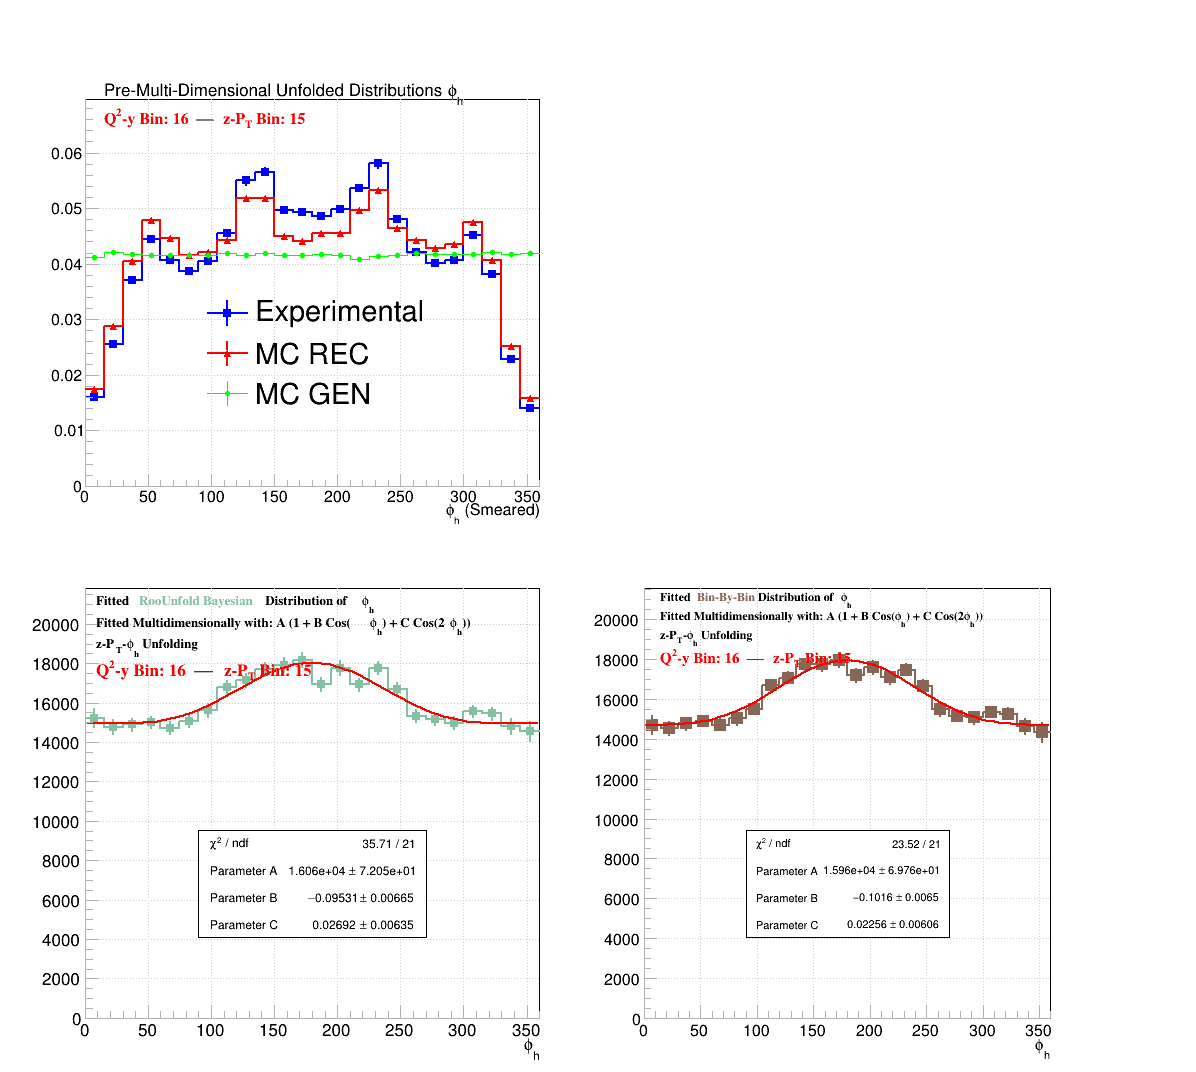 Pre-Multi-Dimensional Unfolded Distributions ϕh
Q2-y Bin: 16 — z-PT Bin: 15
0.06
0.05
0.04
0.03
0.02
0.01
0
Experimental
MC REC
MC GEN
0 50 100 150 200 250 300 350
ϕh (Smeared)
Fitted RooUnfold Bayesian Distribution of ϕh
Fitted Multidimensionally with: A (1 + B Cos( ϕh) + C Cos(2 ϕh))
z-PT-ϕh Unfolding
Q2-y Bin: 16 — z-PT Bin: 15
20000
18000
16000
14000
12000
10000
8000
6000
4000
2000
0
χ2 / ndf 35.71 / 21
Parameter A 1.606e+04 ± 7.205e+01
Parameter B −0.09531 ± 0.00665
Parameter C 0.02692 ± 0.00635
0 50 100 150 200 250 300 350
ϕh
Fitted Bin-By-Bin Distribution of ϕh
Fitted Multidimensionally with: A (1 + B Cos(ϕh) + C Cos(2ϕh))
z-PT-ϕh Unfolding
Q2-y Bin: 16 — z-PT Bin: 15
20000
18000
16000
14000
12000
10000
8000
6000
4000
2000
0
χ2 / ndf 23.52 / 21
Parameter A 1.596e+04 ± 6.976e+01
Parameter B −0.1016 ± 0.0065
Parameter C 0.02256 ± 0.00606
0 50 100 150 200 250 300 350
ϕh